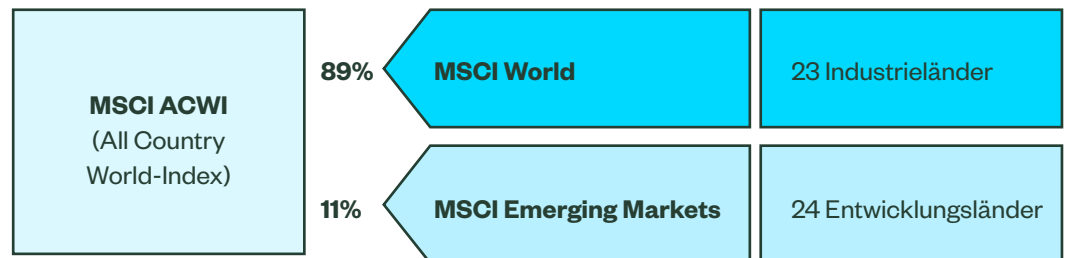 MSCI ACWI
(All Country
World-Index)
89%
MSCI World
23 Industrieländer
11%
MSCI Emerging Markets
24 Entwicklungsländer